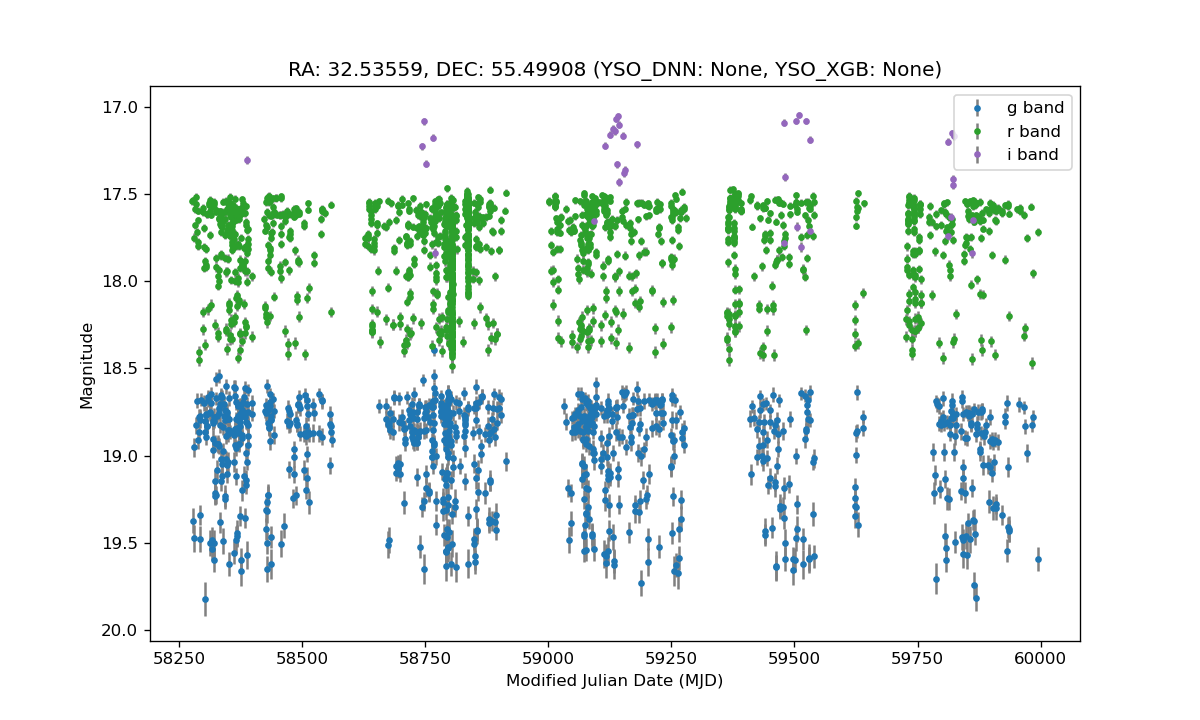 RA: 32.53559, DEC: 55.49908 (YSO_DNN: None, YSO_XGB: None)
g band
r band
i band
17.0
17.5
18.0
18.5
19.0
19.5
20.0
Magnitude
58250 58500 58750 59000 59250 59500 59750 60000
Modified Julian Date (MJD)